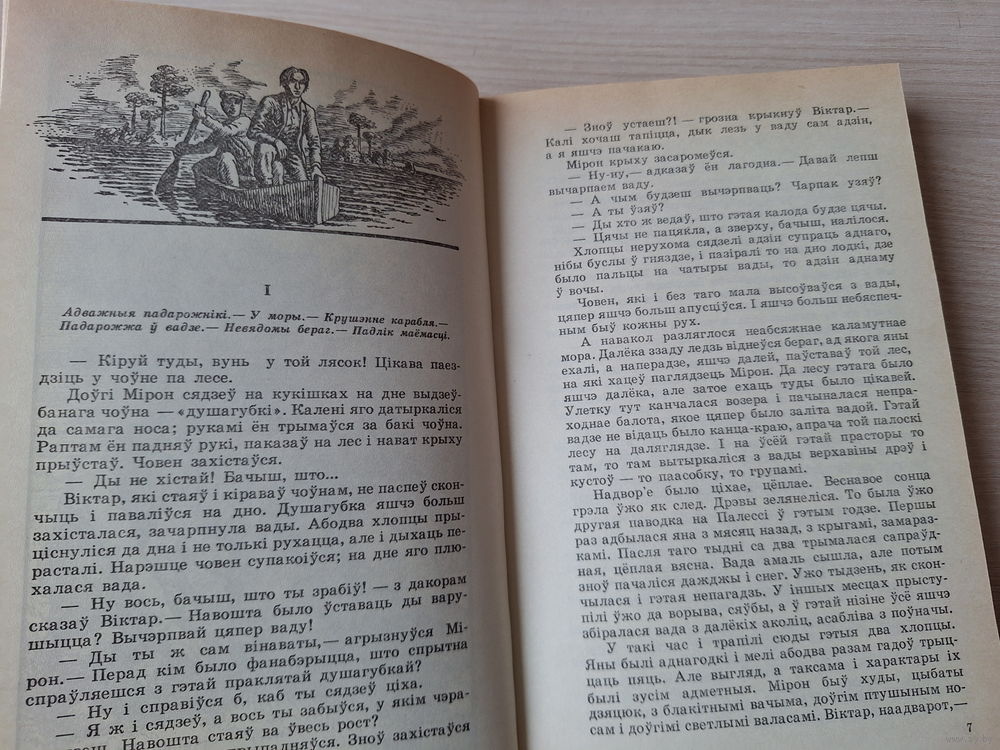 I
Адважныя падарожнікі.— У моры.— Крушэнне карабля.—
Падарожжа ў вадзе.— Невядомы бераг.— Падлік маёмасці.
— Кіруй туды, вунь у той лясок! Цікава паез-
дзіць у чоўне па лесе.
Доўгі Мірон сядзеў на кукішках на дне выдзеў-
банага чоўна — «душагубкі». Калені яго датыркаліся
да самага носа; рукамі ён трымаўся за бакі чоўна.
Раптам ён падняў рукі, паказаў на лес і нават крыху
прыўстаў. Човен захістаўся.
— Ды не хістай! Бачыш, што...
Віктар, які стаяў і кіраваў чоўнам, не паспеў скон-
чыць і паваліўся на дно. Душагубка яшчэ больш
захісталася, зачарпнула вады. Абодва хлопцы пры-
ціснуліся да дна і не толькі рухацца, але і дыхаць пе-
расталі. Нарэшце човен супакоіўся; на дне яго плю-
халася вада.
— Ну вось, бачыш, што ты зрабіў! — з дакорам
сказаў Віктар.— Навошта было ўставаць ды вару-
шыцца? Вычэрпвай цяпер ваду!
— Ды ты ж сам вінаваты,— агрызнуўся Мі-
рон.— Перад кім было фанабэрыцца, што спрытна
спраўляешся з гэтай праклятай душагубкай?
— Ну і справіўся б, каб ты сядзеў ціха.
— Я ж і сядзеў, а вось ты забыўся, у якім чэра-
Навошта стаяў ва ўвесь рост?
Зноў захістаўся
— Зноў устаеш?! — грозна крыкнуў Віктар.—
Калі хочаш тапіцца, дык лезь у ваду сам адзін,
а я яшчэ пачакаю.
Мірон крыху засаромеўся.
— Ну-ну,— адказаў ён лагодна.— Давай лепш
вычарпаем ваду.
— А чым будзеш вычэрпваць? Чарпак узяў?
— А ты ўзяў?
— Ды хто ж ведаў, што гэтая калода будзе цячы.
— Цячы не пацякла, а зверху, бачыш, налілося.
Хлопцы нерухома сядзелі адзін супраць аднаго,
нібы буслы ў гняздзе, і пазіралі то на дно лодкі, дзе
было пальцы на чатыры вады, то адзін аднаму
ў вочы.
Човен, які і без таго мала высоўваўся з вады,
цяпер яшчэ больш апусціўся. І яшчэ больш небяспеч-
ным быў кожны рух.
А навакол разляглося неабсяжнае каламутнае
мора. Далёка ззаду ледзь віднеўся бераг, ад якога яны
ехалі, а наперадзе, яшчэ далей, паўставаў той лес,
на які хацеў паглядзець Мірон. Да лесу гэтага было
яшчэ далёка, але затое ехаць туды было цікавей.
Улетку тут канчалася возера і пачыналася непра-
ходнае балота, якое цяпер было заліта вадой. Гэтай
вадзе не відаць было канца-краю, апрача той палоскі
лесу на даляглядзе. І на ўсёй гэтай прасторы то
там, то там вытыркаліся з вады верхавіны дрэў і
кустоў — то паасобку, то групамі.
Надвор'е было ціхае, цёплае. Веснавое сонца
грэла ўжо як след. Дрэвы зелянеліся. То была ўжо
другая паводка на Палессі ў гэтым годзе. Першы
раз адбылася яна з месяц назад, з крыгамі, замараз-
камі. Пасля таго тыдні са два трымалася сапраўд-
ная, цёплая вясна. Вада амаль сышла, але потым
зноў пачаліся дажджы і снег. Ужо тыдзень, як скон-
чылася і гэтая непагадзь. У іншых месцах прысту-
пілі ўжо да ворыва, сяўбы, а ў гэтай нізіне ўсё яшчэ
збіралася вада з далёкіх аколіц, асабліва з поўначы.
У такі час і трапілі сюды гэтыя два хлопцы.
Яны былі аднагодкі і мелі абодва разам гадоў трыц-
цаць пяць. Але выгляд, а таксама і характары іх
былі зусім адметныя. Мірон быў худы, цыбаты
дзяцюк, з блакітнымі вачыма, доўгім птушыным но-
сам і доўгімі светлымі валасамі. Віктар, наадварот,—
7